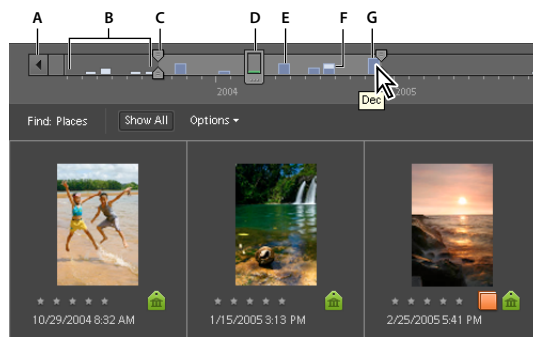 A B C D E F G
2004 2005
Dec
Find: Places Show All Options
10/29/2004 8:32 AM 1/15/2005 3:13 PM 2/25/2005 5:41 PM